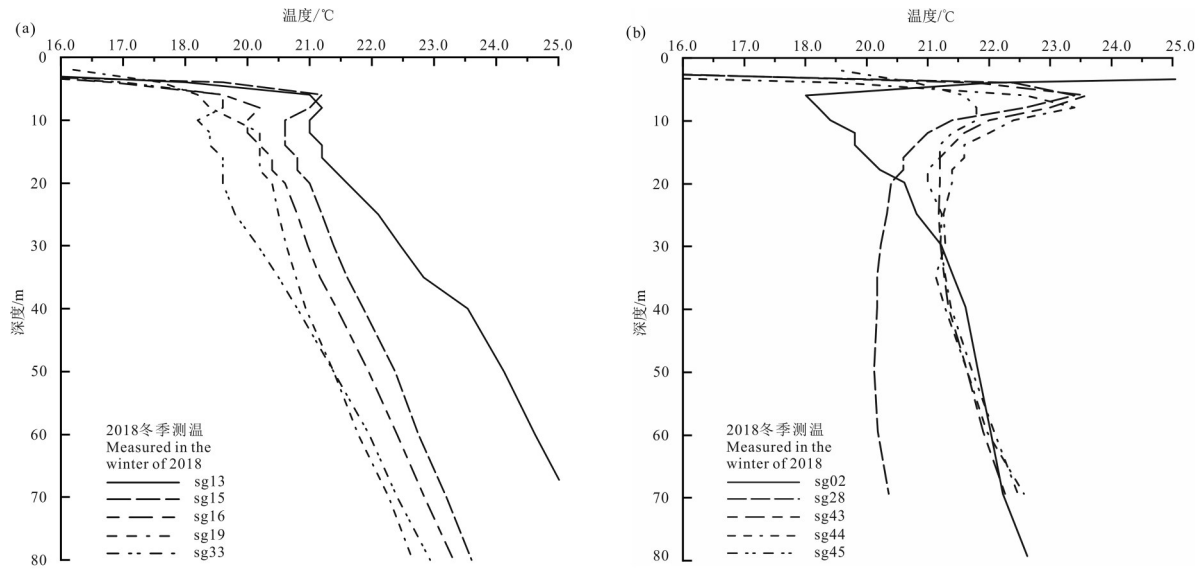 (a)
温度/℃
16.0 17.0 18.0 19.0 20.0 21.0 22.0 23.0 24.0 25.0
0
10
20
30
40
50
60
70
80
深度/m
2018冬季测温
Measured in the
winter of 2018
sg13
sg15
sg16
sg19
sg33
(b)
温度/℃
16.0 17.0 18.0 19.0 20.0 21.0 22.0 23.0 24.0 25.0
0
10
20
30
40
50
60
70
80
深度/m
2018冬季测温
Measured in the
winter of 2018
sg02
sg28
sg43
sg44
sg45